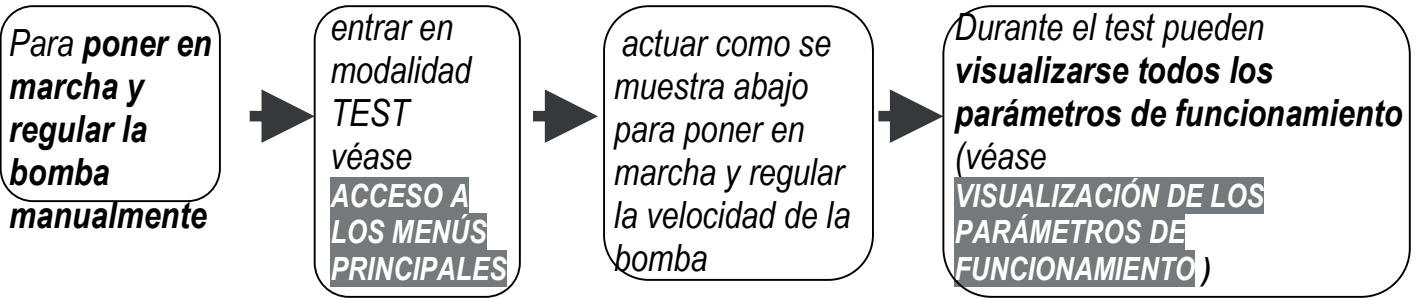 Para poner en
marcha y
regular la
bomba
manualmente
entrar en
modalidad
TEST
véase
ACCESO A
LOS MENÚS
PRINCIPALES
actuar como se
muestra abajo
para poner en
marcha y regular
la velocidad de la
bomba
Durante el test pueden
visualizarse todos los
parámetros de funcionamiento
(véase
VISUALIZACIÓN DE LOS
PARÁMETROS DE
FUNCIONAMIENTO )